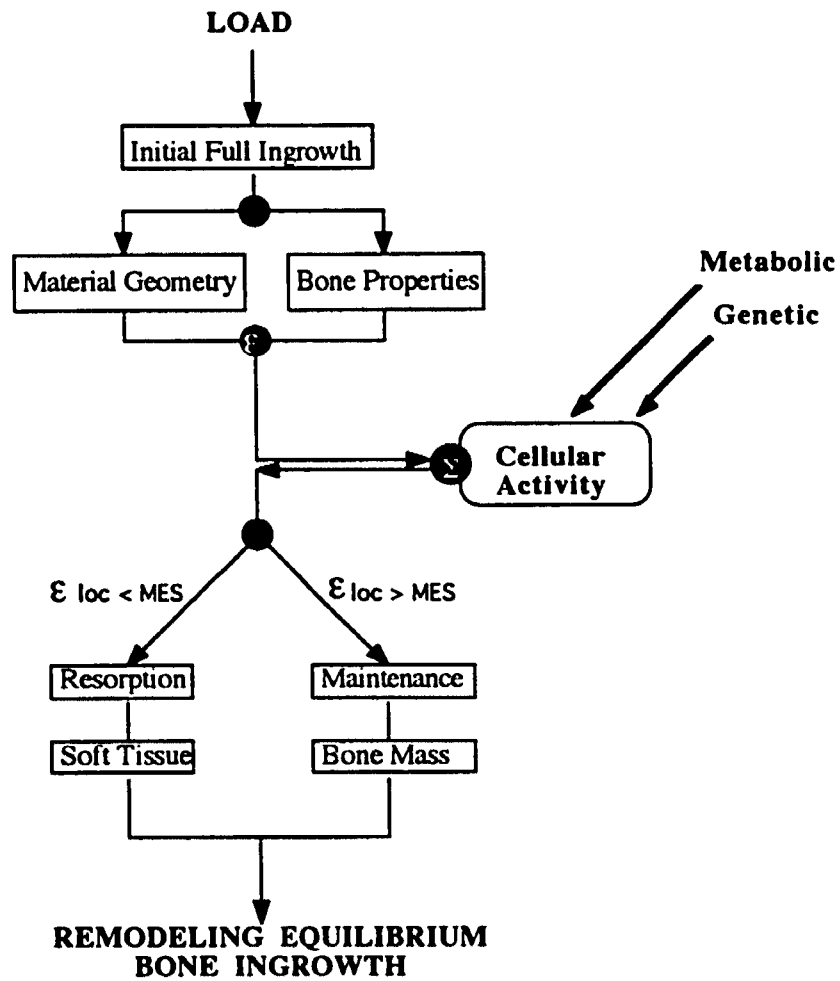 LOAD
Initial Full Ingrowth
Material Geometry
Bone Properties
Metabolic
Genetic
ε
Σ
Cellular
Activity
ε loc < MES
ε loc > MES
Resorption
Maintenance
Soft Tissue
Bone Mass
REMODELING EQUILIBRIUM
BONE INGROWTH